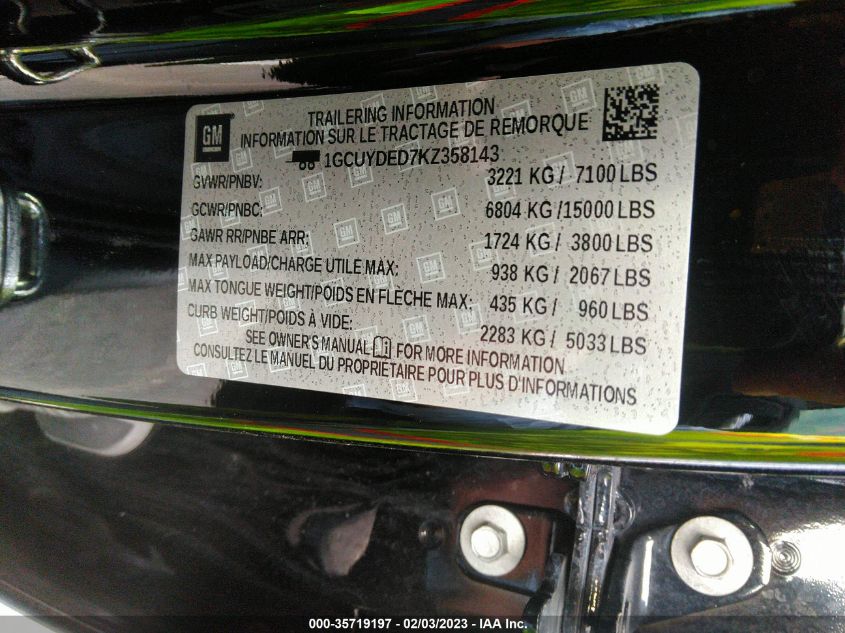 GM
TRAILERING INFORMATION
INFORMATION SUR LE TRACTAGE DE REMORQUE
1GCUYDED7KZ358143
GVWR/PNBV: 3221 KG / 7100 LBS
GCWR/PNBC: 6804 KG /15000 LBS
GAWR RR/PNBE ARR: 1724 KG / 3800 LBS
MAX PAYLOAD/CHARGE UTILE MAX: 938 KG / 2067 LBS
MAX TONGUE WEIGHT/POIDS EN FLÈCHE MAX: 435 KG / 960 LBS
CURB WEIGHT/POIDS À VIDE: 2283 KG / 5033 LBS
SEE OWNER'S MANUAL FOR MORE INFORMATION
CONSULTEZ LE MANUEL DU PROPRIÉTAIRE POUR PLUS D'INFORMATIONS
000-35719197 - 02/03/2023 - IAA Inc.